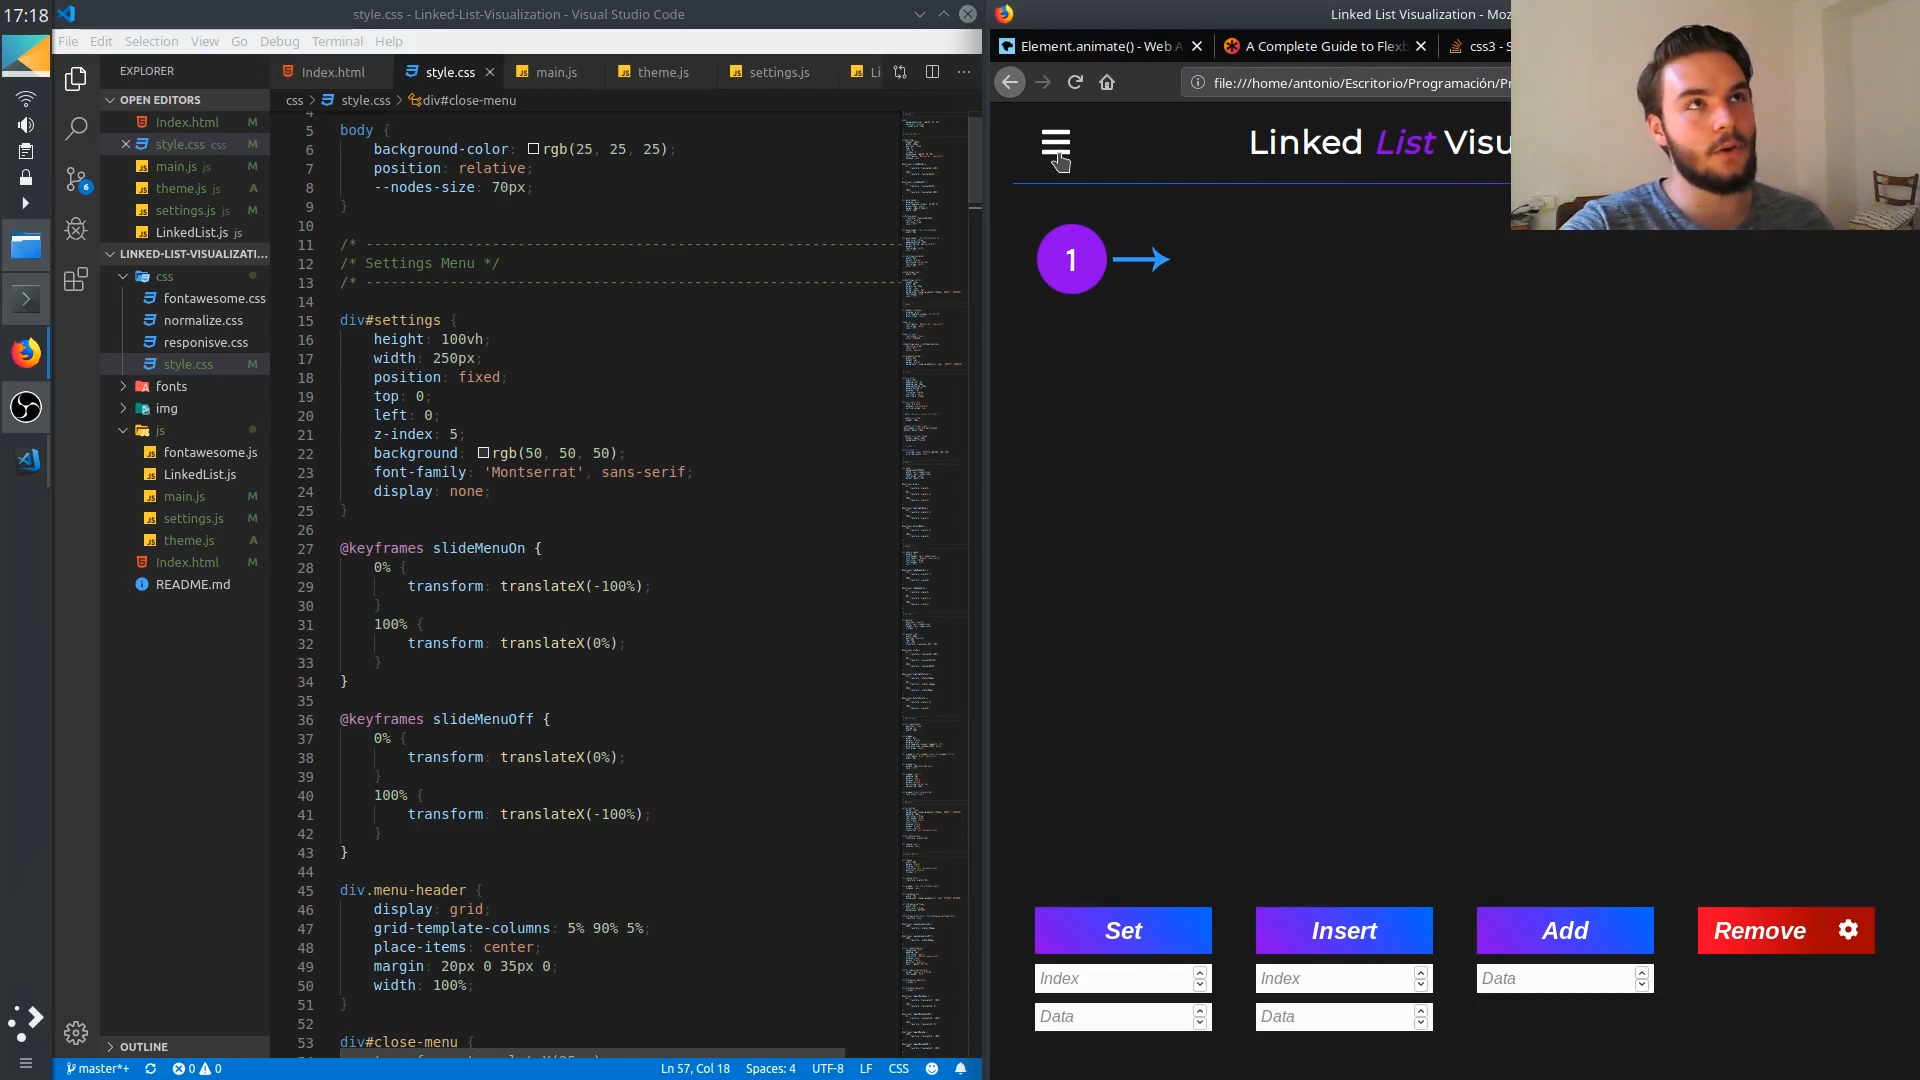 17:18
style.css - Linked-List-Visualization - Visual Studio Code
File Edit Selection View Go Debug Terminal Help
EXPLORER
OPEN EDITORS
Index.html M
style.css css M
main.js js M
theme.js js A
settings.js js M
LinkedList.js js
LINKED-LIST-VISUALIZATI...
css
fontawesome.css
normalize.css
responisve.css
style.css M
fonts
img
js
fontawesome.js
LinkedList.js
main.js M
settings.js M
theme.js A
Index.html M
README.md
OUTLINE
6
Index.html style.css main.js theme.js settings.js Li
css > style.css > div#close-menu
4
5 body {
6 background-color: rgb(25, 25, 25);
7 position: relative;
8 --nodes-size: 70px;
9 }
10
11 /* ---------------------------------------------------------------
12 /* Settings Menu */
13 /* ---------------------------------------------------------------
14
15 div#settings {
16 height: 100vh;
17 width: 250px;
18 position: fixed;
19 top: 0;
20 left: 0;
21 z-index: 5;
22 background: rgb(50, 50, 50);
23 font-family: 'Montserrat', sans-serif;
24 display: none;
25 }
26
27 @keyframes slideMenuOn {
28 0% {
29 transform: translateX(-100%);
30 }
31 100% {
32 transform: translateX(0%);
33 }
34 }
35
36 @keyframes slideMenuOff {
37 0% {
38 transform: translateX(0%);
39 }
40 100% {
41 transform: translateX(-100%);
42 }
43 }
44
45 div.menu-header {
46 display: grid;
47 grid-template-columns: 5% 90% 5%;
48 place-items: center;
49 margin: 20px 0 35px 0;
50 width: 100%;
51 }
52
53 div#close-menu {
master*+ 0 0 Ln 57, Col 18 Spaces: 4 UTF-8 LF CSS
Linked List Visualization - Moz
Element.animate() - Web A A Complete Guide to Flexb css3 - S
file:///home/antonio/Escritorio/Programación/Pr
Linked List Visu
1
Set Insert Add Remove
Index Index Data
Data Data